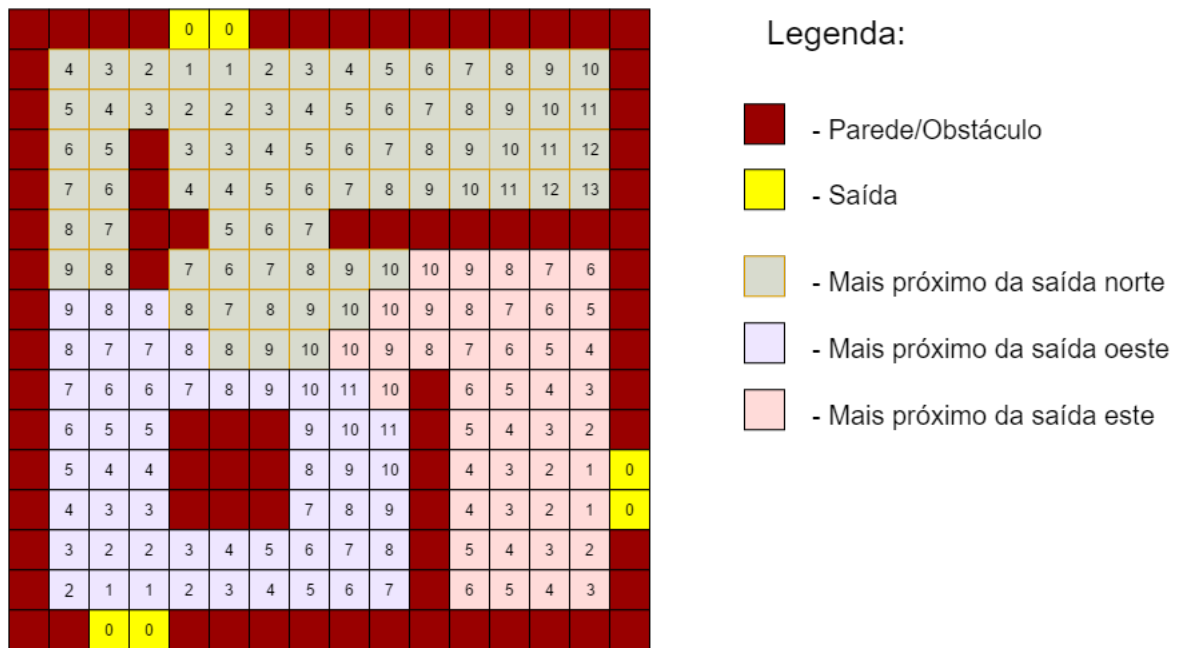 0 0
Legenda:
4 3 2 1 1 2 3 4 5 6 7 8 9 10
5 4 3 2 2 3 4 5 6 7 8 9 10 11
- Parede/Obstáculo
6 5 3 3 4 5 6 7 8 9 10 11 12
7 6 4 4 5 6 7 8 9 10 11 12 13
- Saída
8 7 5 6 7
9 8 7 6 7 8 9 10 10 9 8 7 6
- Mais próximo da saída norte
9 8 8 8 7 8 9 10 10 9 8 7 6 5
8 7 7 8 8 9 10 10 9 8 7 6 5 4
- Mais próximo da saída oeste
7 6 6 7 8 9 10 11 10 6 5 4 3
6 5 5 9 10 11 5 4 3 2
- Mais próximo da saída este
5 4 4 8 9 10 4 3 2 1 0
4 3 3 7 8 9 4 3 2 1 0
3 2 2 3 4 5 6 7 8 5 4 3 2
2 1 1 2 3 4 5 6 7 6 5 4 3
0 0